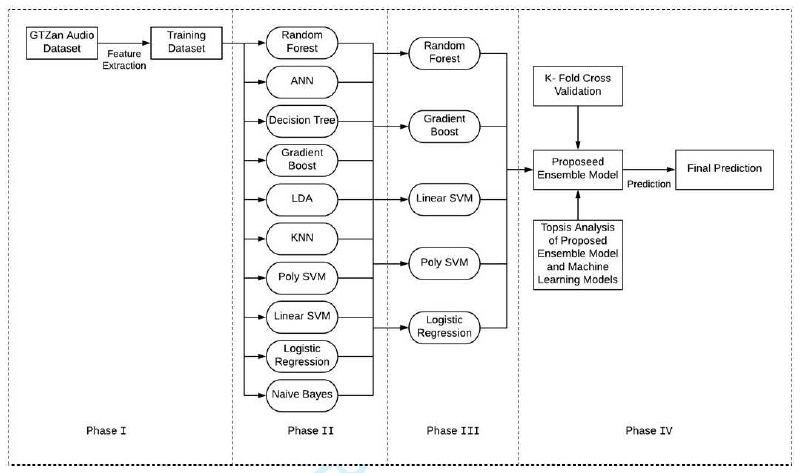 GTZan Audio
Dataset
Feature
Extraction
Training
Dataset
Random
Forest
ANN
Decision Tree
Gradient
Boost
LDA
KNN
Poly SVM
Linear SVM
Logistic
Regression
Naive Bayes
Random
Forest
Gradient
Boost
Linear SVM
Poly SVM
Logistic
Regression
K- Fold Cross
Validation
Proposeed
Ensemble Model
Topsis Analysis
of Proposed
Ensemble Model
and Machine
Learning Models
Prediction
Final Prediction
Phase I
Phase II
Phase III
Phase IV